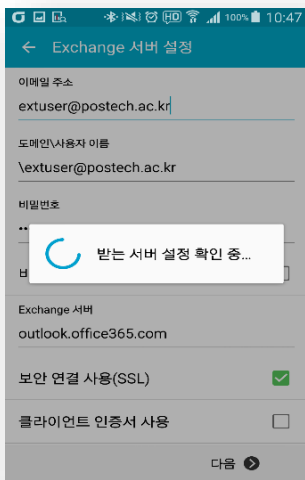 HD 100% 10:47
← Exchange 서버 설정
이메일 주소
extuser@postech.ac.kr
도메인\사용자 이름
\extuser@postech.ac.kr
비밀번호
••
받는 서버 설정 확인 중...
Exchange 서버
outlook.office365.com
보안 연결 사용(SSL)
클라이언트 인증서 사용
다음